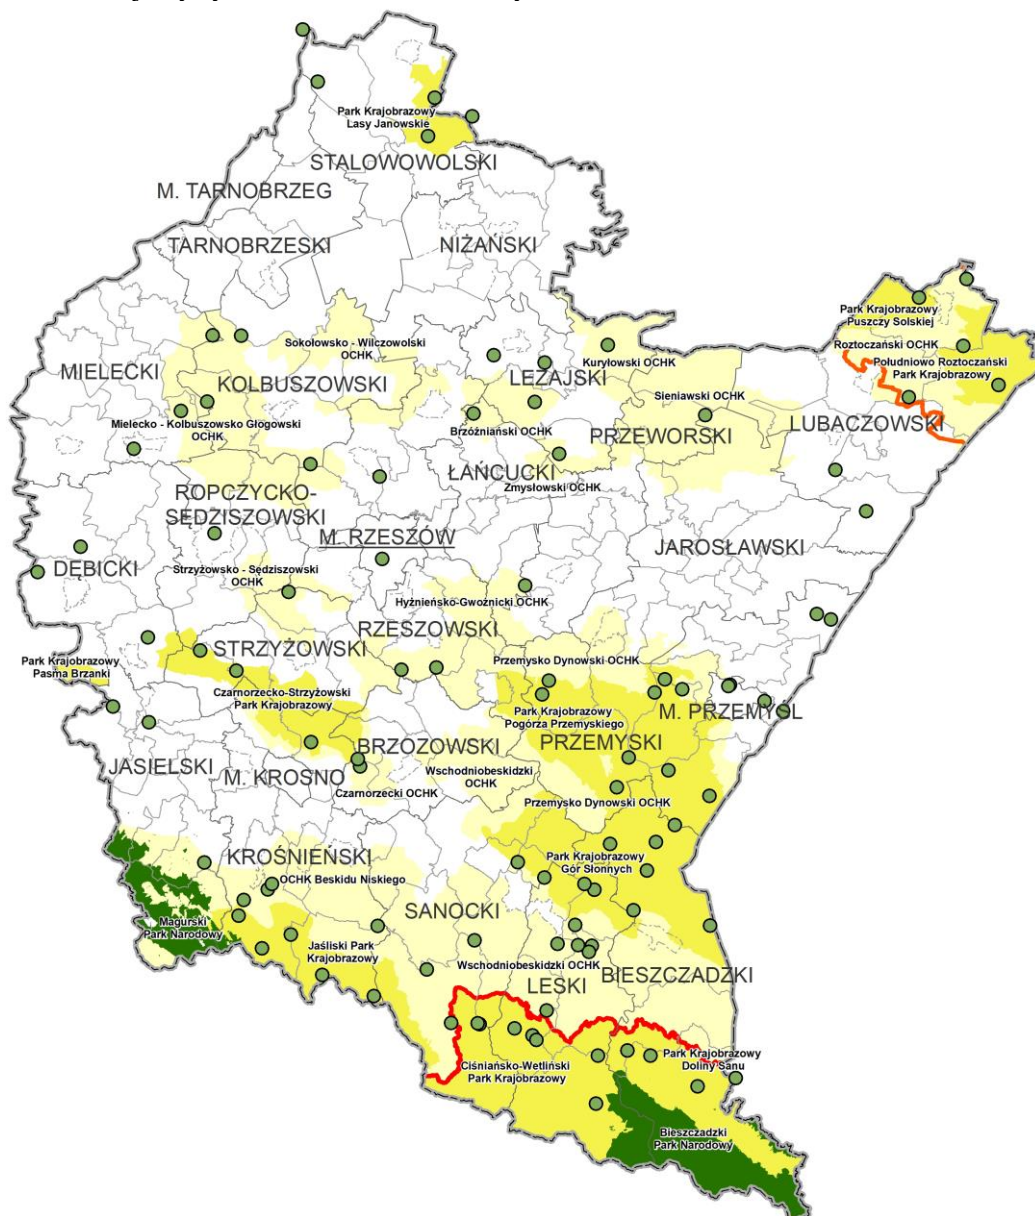 Park Krajobrazowy
Lasy Janowskie
STALOWOWOLSKI
M. TARNOBRZEG
TARNOBRZESKI
NIŻAŃSKI
Park Krajobrazowy
Puszczy Solskiej
Roztoczański OCHK
Południowo Roztoczański
Park Krajobrazowy
Sokołowsko - Wilczowolski
OCHK
Kuryłowski OCHK
MIELECKI
KOLBUSZOWSKI
LEŻAJSKI
Sieniawski OCHK
Mielecko - Kolbuszowsko Głogowski
OCHK
Brzóźniański OCHK
PRZEWORSKI
LUBACZOWSKI
ŁAŃCUCKI
Zmysłowski OCHK
ROPCZYCKO-
SĘDZISZOWSKI
M. RZESZÓW
JAROSŁAWSKI
DĘBICKI
Strzyżowsko - Sędziszowski
OCHK
Hyżnieńsko-Gwoźnicki OCHK
RZESZOWSKI
STRZYŻOWSKI
Park Krajobrazowy
Pasma Brzanki
Przemysko Dynowski OCHK
Czarnorzecko-Strzyżowski
Park Krajobrazowy
Park Krajobrazowy
Pogórza Przemyskiego
M. PRZEMYŚL
PRZEMYSKI
BRZOZOWSKI
JASIELSKI
M. KROSNO
Wschodniobeskidzki
OCHK
Czarnorzecki OCHK
Przemysko Dynowski OCHK
KROŚNIEŃSKI
OCHK Beskidu Niskiego
Park Krajobrazowy
Gór Słonnych
SANOCKI
Magurski
Park Narodowy
Jaśliski Park
Krajobrazowy
Wschodniobeskidzki OCHK
BIESZCZADZKI
LESKI
Ciśniańsko-Wetliński
Park Krajobrazowy
Park Krajobrazowy
Doliny Sanu
Bieszczadzki
Park Narodowy